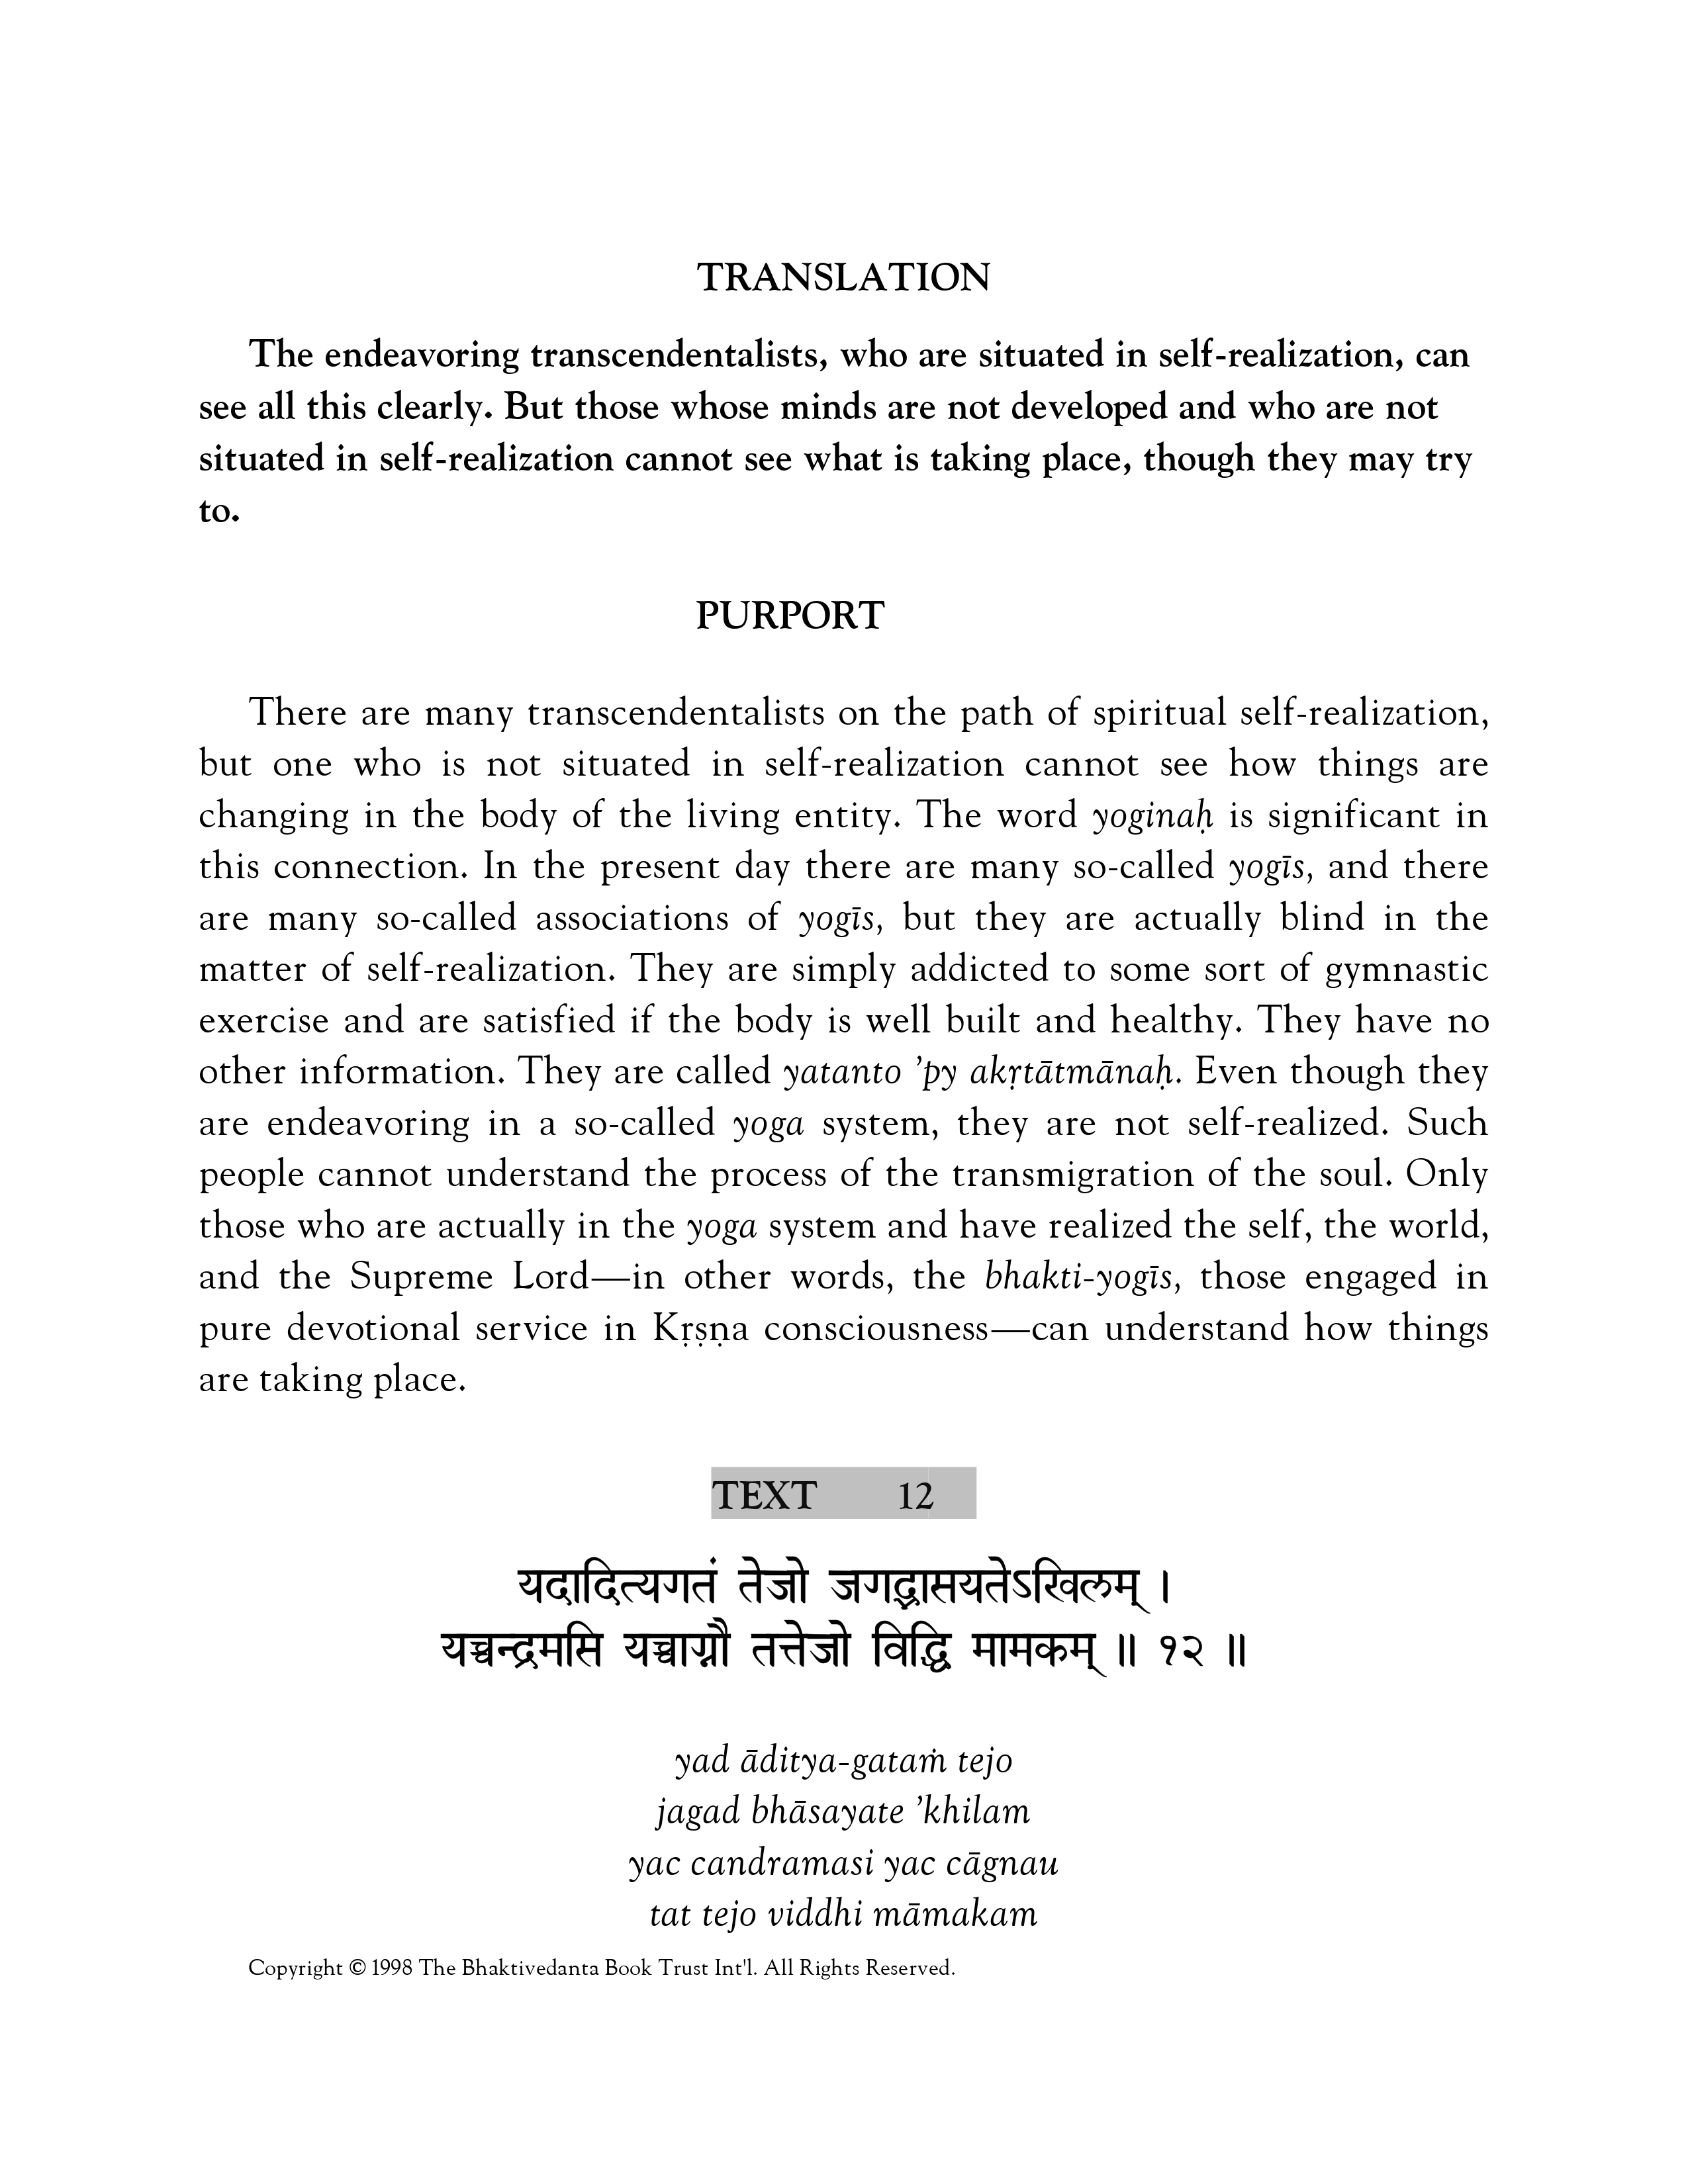 TRANSLATION
The endeavoring transcendentalists, who are situated in self-realization, can
see all this clearly. But those whose minds are not developed and who are not
situated in self-realization cannot see what is taking place, though they may try
to.
PURPORT
There are many transcendentalists on the path of spiritual self-realization,
but one who is not situated in self-realization cannot see how things are
changing in the body of the living entity. The word yoginaḥ is significant in
this connection. In the present day there are many so-called yogīs, and there
are many so-called associations of yogīs, but they are actually blind in the
matter of self-realization. They are simply addicted to some sort of gymnastic
exercise and are satisfied if the body is well built and healthy. They have no
other information. They are called yatanto ’py akṛtātmānaḥ. Even though they
are endeavoring in a so-called yoga system, they are not self-realized. Such
people cannot understand the process of the transmigration of the soul. Only
those who are actually in the yoga system and have realized the self, the world,
and the Supreme Lord—in other words, the bhakti-yogīs, those engaged in
pure devotional service in Kṛṣṇa consciousness—can understand how things
are taking place.
TEXT 12
यदादित्यगतं तेजो जगद्भासयतेऽखिलम् ।
यच्चन्द्रमसि यच्चाग्नौ तत्तेजो विद्धि मामकम् ॥ १२ ॥
yad āditya-gataṁ tejo
jagad bhāsayate ’khilam
yac candramasi yac cāgnau
tat tejo viddhi māmakam
Copyright © 1998 The Bhaktivedanta Book Trust Int'l. All Rights Reserved.